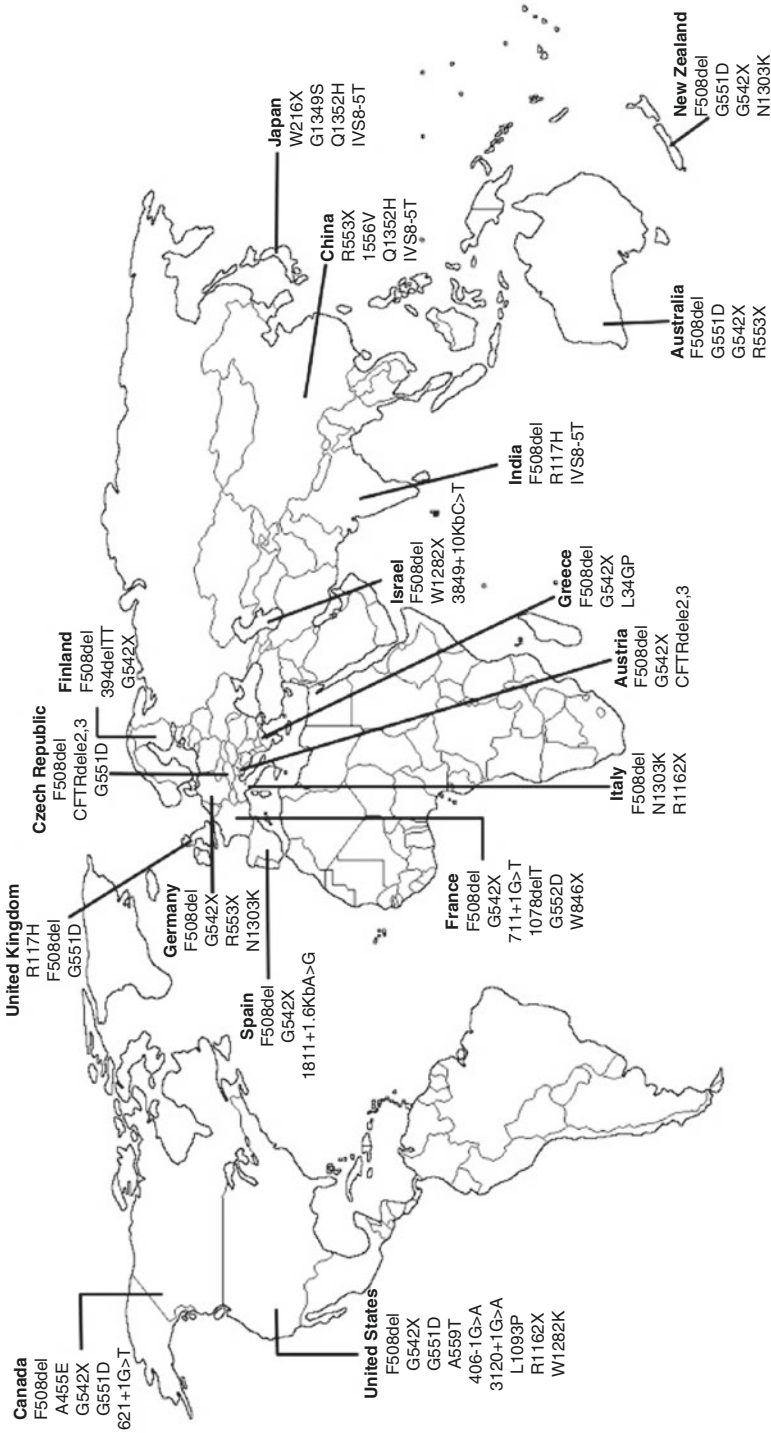 Canada
F508del
A455E
G542X
G551D
621+1G>T
United States
F508del
G542X
G551D
A559T
406-1G>A
3120+1G>A
L1093P
R1162X
W1282K
United Kingdom
R117H
F508del
G551D
Spain
F508del
G542X
1811+1.6KbA>G
Germany
F508del
G542X
R553X
N1303K
France
F508del
G542X
711+1G>T
1078delT
G552D
W846X
Czech Republic
F508del
CFTRdele2,3
G551D
Finland
F508del
394delTT
G542X
Italy
F508del
N1303K
R1162X
Austria
F508del
G542X
CFTRdele2,3
Greece
F508del
G542X
L34GP
Israel
F508del
W1282X
3849+10KbC>T
India
F508del
R117H
IVS8-5T
China
R553X
1556V
Q1352H
IVS8-5T
Japan
W216X
G1349S
Q1352H
IVS8-5T
Australia
F508del
G551D
G542X
R553X
New Zealand
F508del
G551D
G542X
N1303K